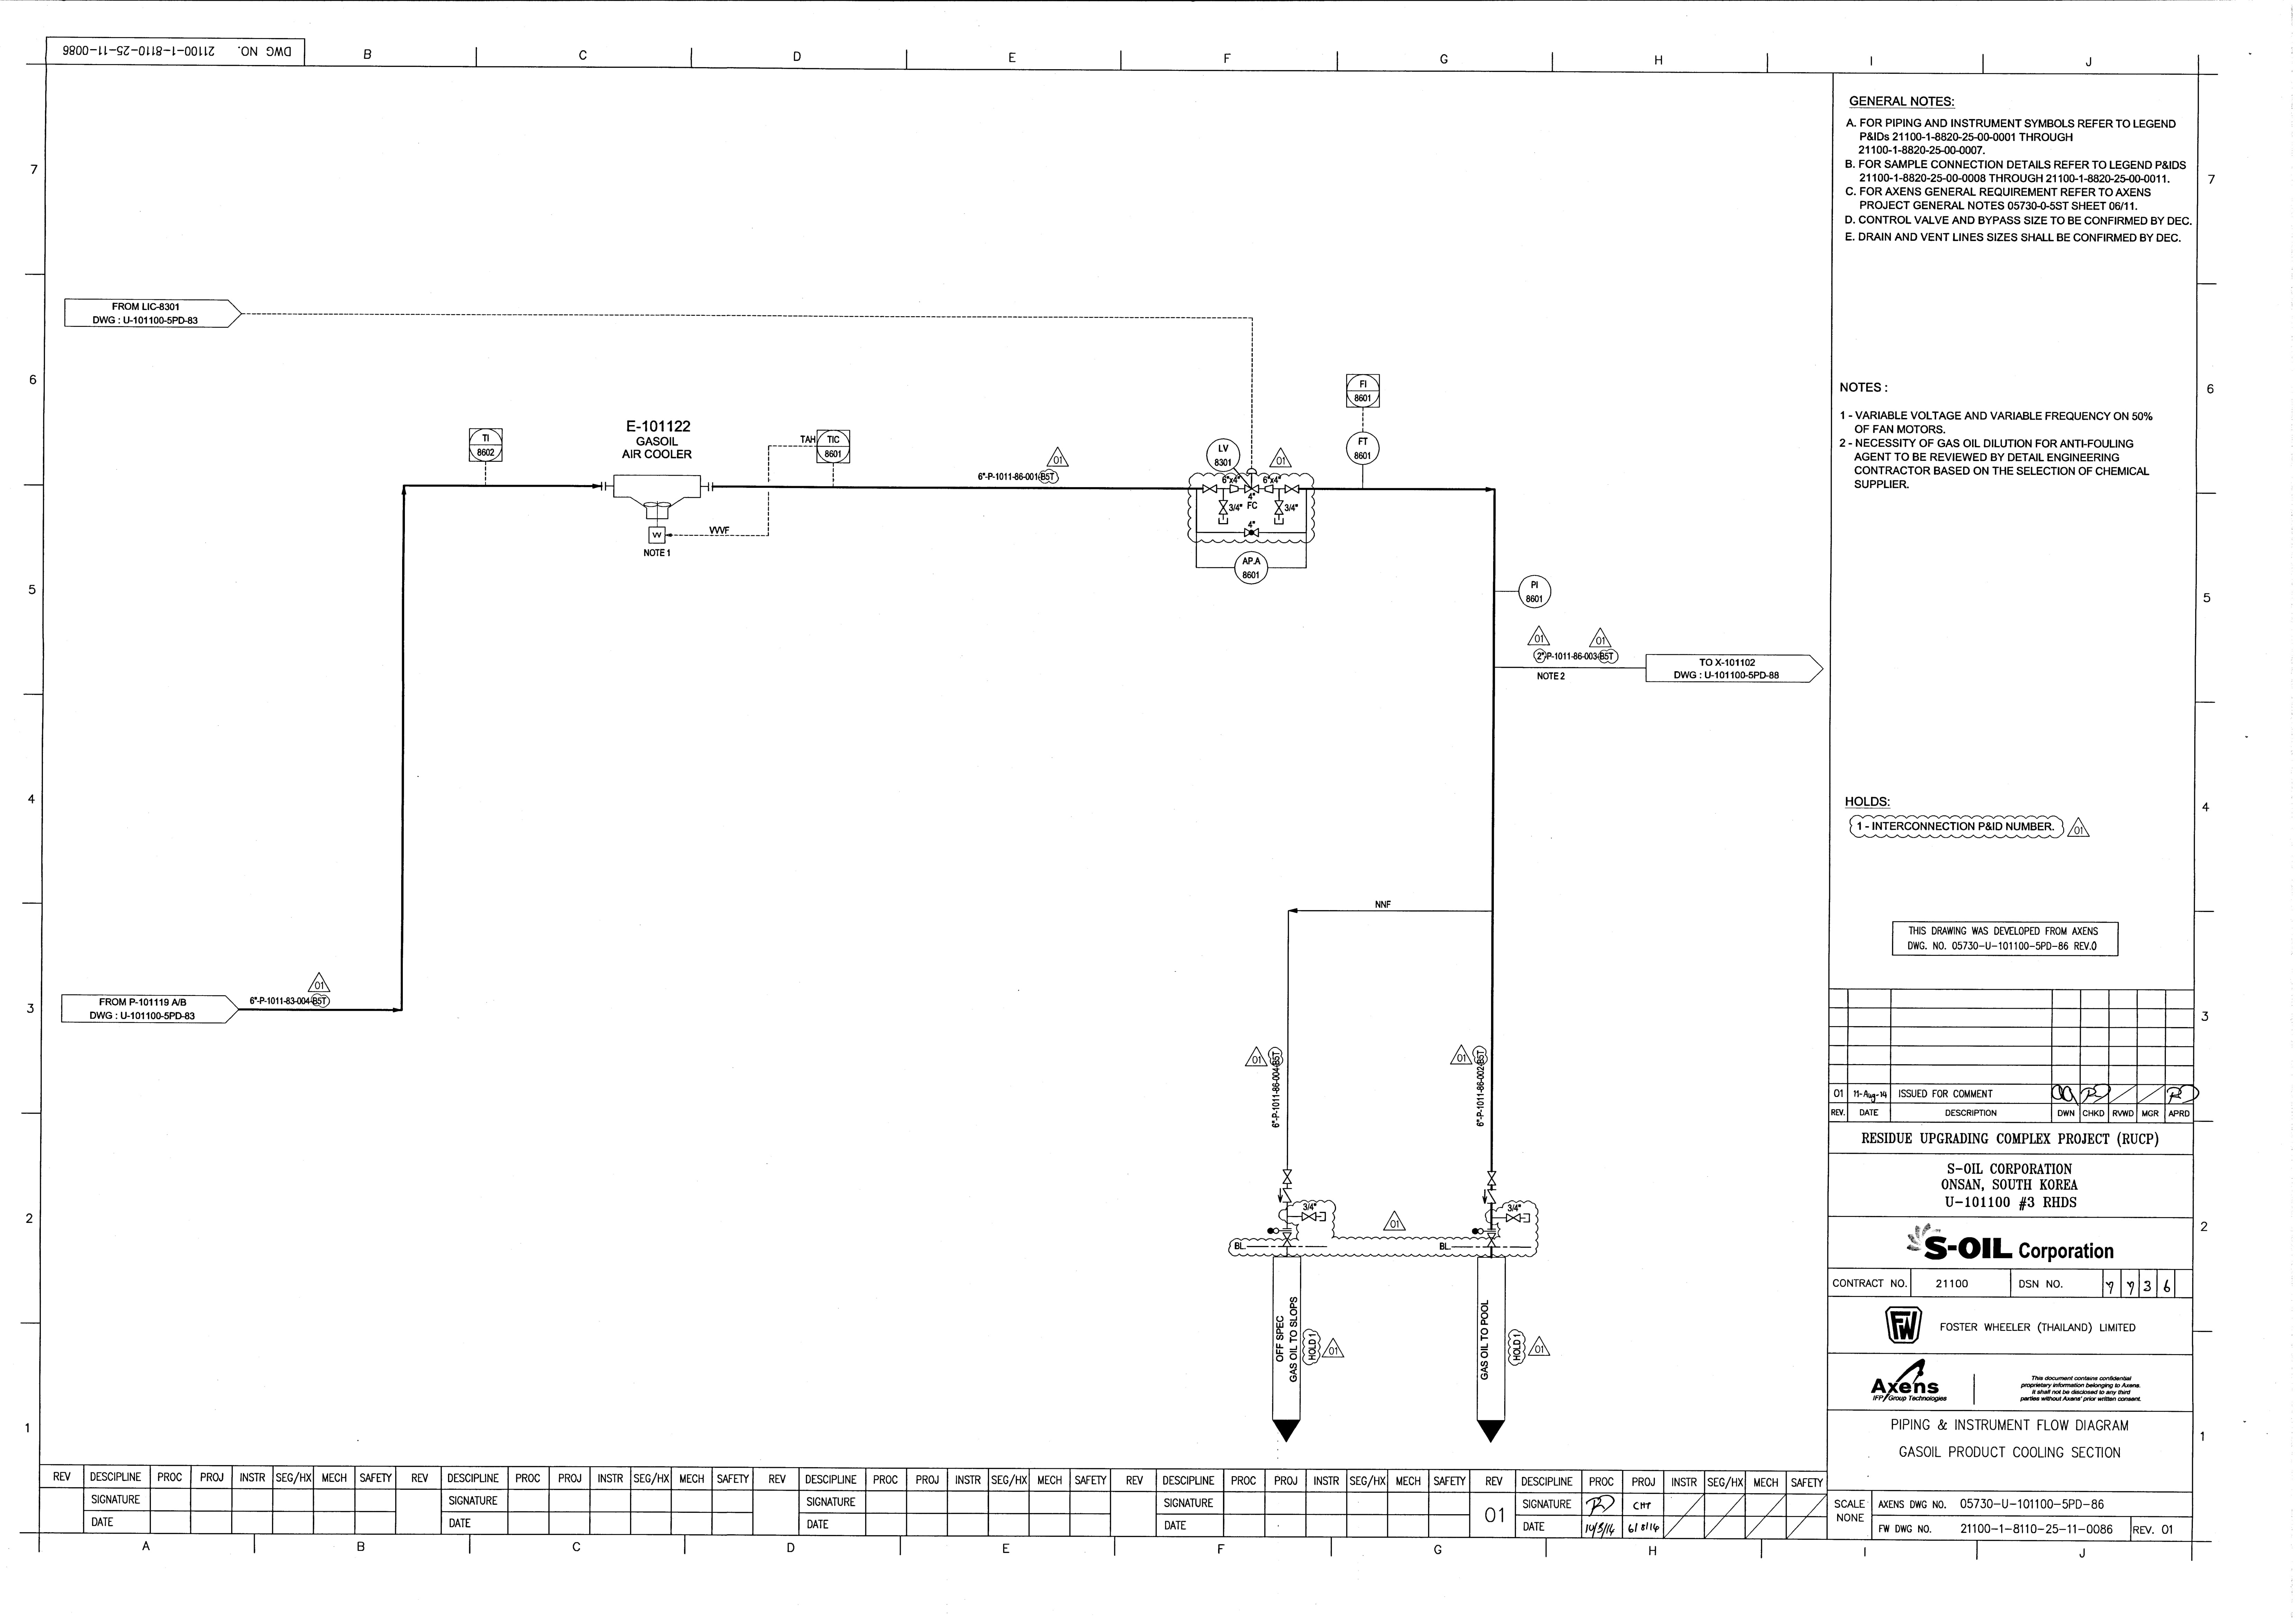 DWG NO. 21100-1-8110-25-11-0086
B C D E F G H I J
7
6
5
4
3
2
1
FROM LIC-8301
DWG : U-101100-5PD-83
TI
8602
E-101122
GASOIL
AIR COOLER
VV
NOTE 1
VVVF
TAH
TIC
8601
6"-P-1011-86-001-B5T
01
LV
8301
01
6"x4" 6"x4"
4"
FC
3/4" 3/4"
4"
AP.A
8601
FI
8601
FT
8601
PI
8601
01 01
2"-P-1011-86-003-B5T
NOTE 2
TO X-101102
DWG : U-101100-5PD-88
NNF
FROM P-101119 A/B
DWG : U-101100-5PD-83
6"-P-1011-83-004-B5T
01
6"-P-1011-86-004-B5T
01
6"-P-1011-86-002-B5T
01
3/4"
3/4"
01
BL
BL
OFF SPEC
GAS OIL TO SLOPS
HOLD 1
01
GAS OIL TO POOL
HOLD 1
01
GENERAL NOTES:
A. FOR PIPING AND INSTRUMENT SYMBOLS REFER TO LEGEND
P&IDs 21100-1-8820-25-00-0001 THROUGH
21100-1-8820-25-00-0007.
B. FOR SAMPLE CONNECTION DETAILS REFER TO LEGEND P&IDS
21100-1-8820-25-00-0008 THROUGH 21100-1-8820-25-00-0011.
C. FOR AXENS GENERAL REQUIREMENT REFER TO AXENS
PROJECT GENERAL NOTES 05730-0-5ST SHEET 06/11.
D. CONTROL VALVE AND BYPASS SIZE TO BE CONFIRMED BY DEC.
E. DRAIN AND VENT LINES SIZES SHALL BE CONFIRMED BY DEC.
NOTES :
1 - VARIABLE VOLTAGE AND VARIABLE FREQUENCY ON 50%
OF FAN MOTORS.
2 - NECESSITY OF GAS OIL DILUTION FOR ANTI-FOULING
AGENT TO BE REVIEWED BY DETAIL ENGINEERING
CONTRACTOR BASED ON THE SELECTION OF CHEMICAL
SUPPLIER.
HOLDS:
1 - INTERCONNECTION P&ID NUMBER.
01
THIS DRAWING WAS DEVELOPED FROM AXENS
DWG. NO. 05730-U-101100-5PD-86 REV.0
01 11-Aug-14 ISSUED FOR COMMENT
REV. DATE DESCRIPTION DWN CHKD RVWD MGR APRD
RESIDUE UPGRADING COMPLEX PROJECT (RUCP)
S-OIL CORPORATION
ONSAN, SOUTH KOREA
U-101100 #3 RHDS
S-OIL Corporation
CONTRACT NO. 21100 DSN NO. 7 7 3 6
FW FOSTER WHEELER (THAILAND) LIMITED
Axens
IFP Group Technologies
This document contains confidential
proprietary information belonging to Axens.
It shall not be disclosed to any third
parties without Axens' prior written consent.
PIPING & INSTRUMENT FLOW DIAGRAM
GASOIL PRODUCT COOLING SECTION
SCALE NONE
AXENS DWG NO. 05730-U-101100-5PD-86
FW DWG NO. 21100-1-8110-25-11-0086 REV. 01
REV DESCIPLINE PROC PROJ INSTR SEG/HX MECH SAFETY REV DESCIPLINE PROC PROJ INSTR SEG/HX MECH SAFETY REV DESCIPLINE PROC PROJ INSTR SEG/HX MECH SAFETY REV DESCIPLINE PROC PROJ INSTR SEG/HX MECH SAFETY REV DESCIPLINE PROC PROJ INSTR SEG/HX MECH SAFETY
SIGNATURE SIGNATURE SIGNATURE SIGNATURE 01 SIGNATURE CHT
DATE DATE DATE DATE DATE 6/8/14
A B C D E F G H I J
7
6
5
4
3
2
1